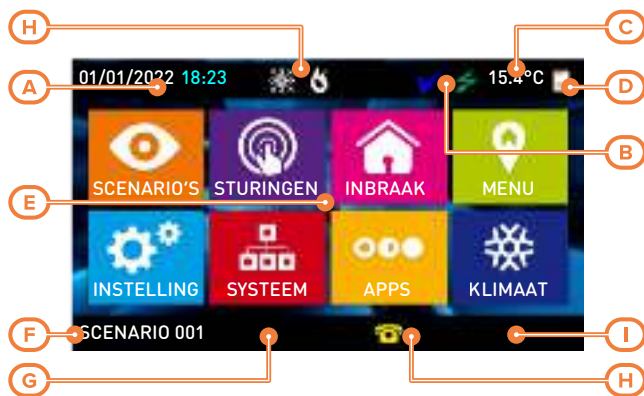 H
C
01/01/2022 18:23 15.4°C
A
D
B
SCENARIO'S STURINGEN INBRAAK MENU
E
INSTELLING SYSTEEM APPS KLIMAAT
F
SCENARIO 001
I
G
H